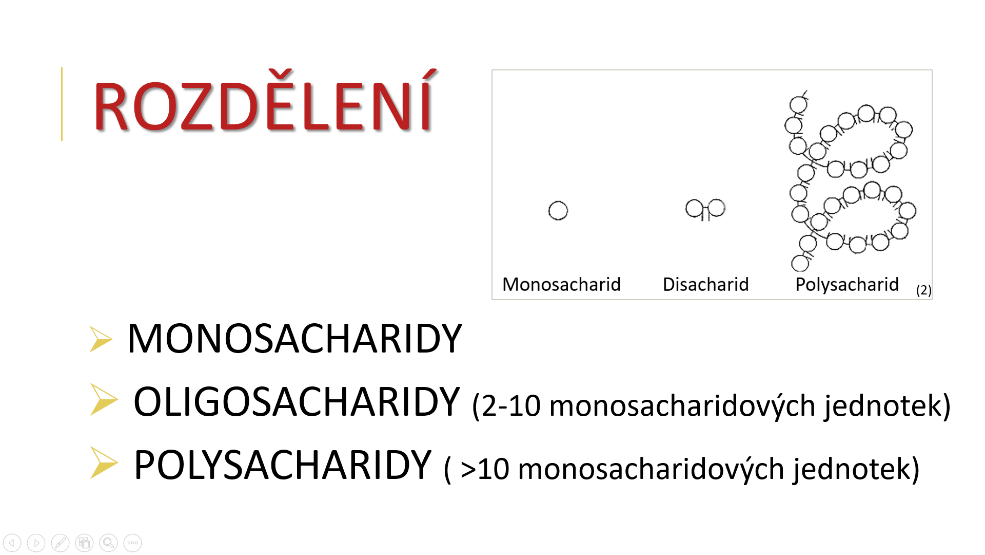 ROZDĚLENÍ
Monosacharid Disacharid Polysacharid (2)
MONOSACHARIDY
OLIGOSACHARIDY (2-10 monosacharidových jednotek)
POLYSACHARIDY ( >10 monosacharidových jednotek)